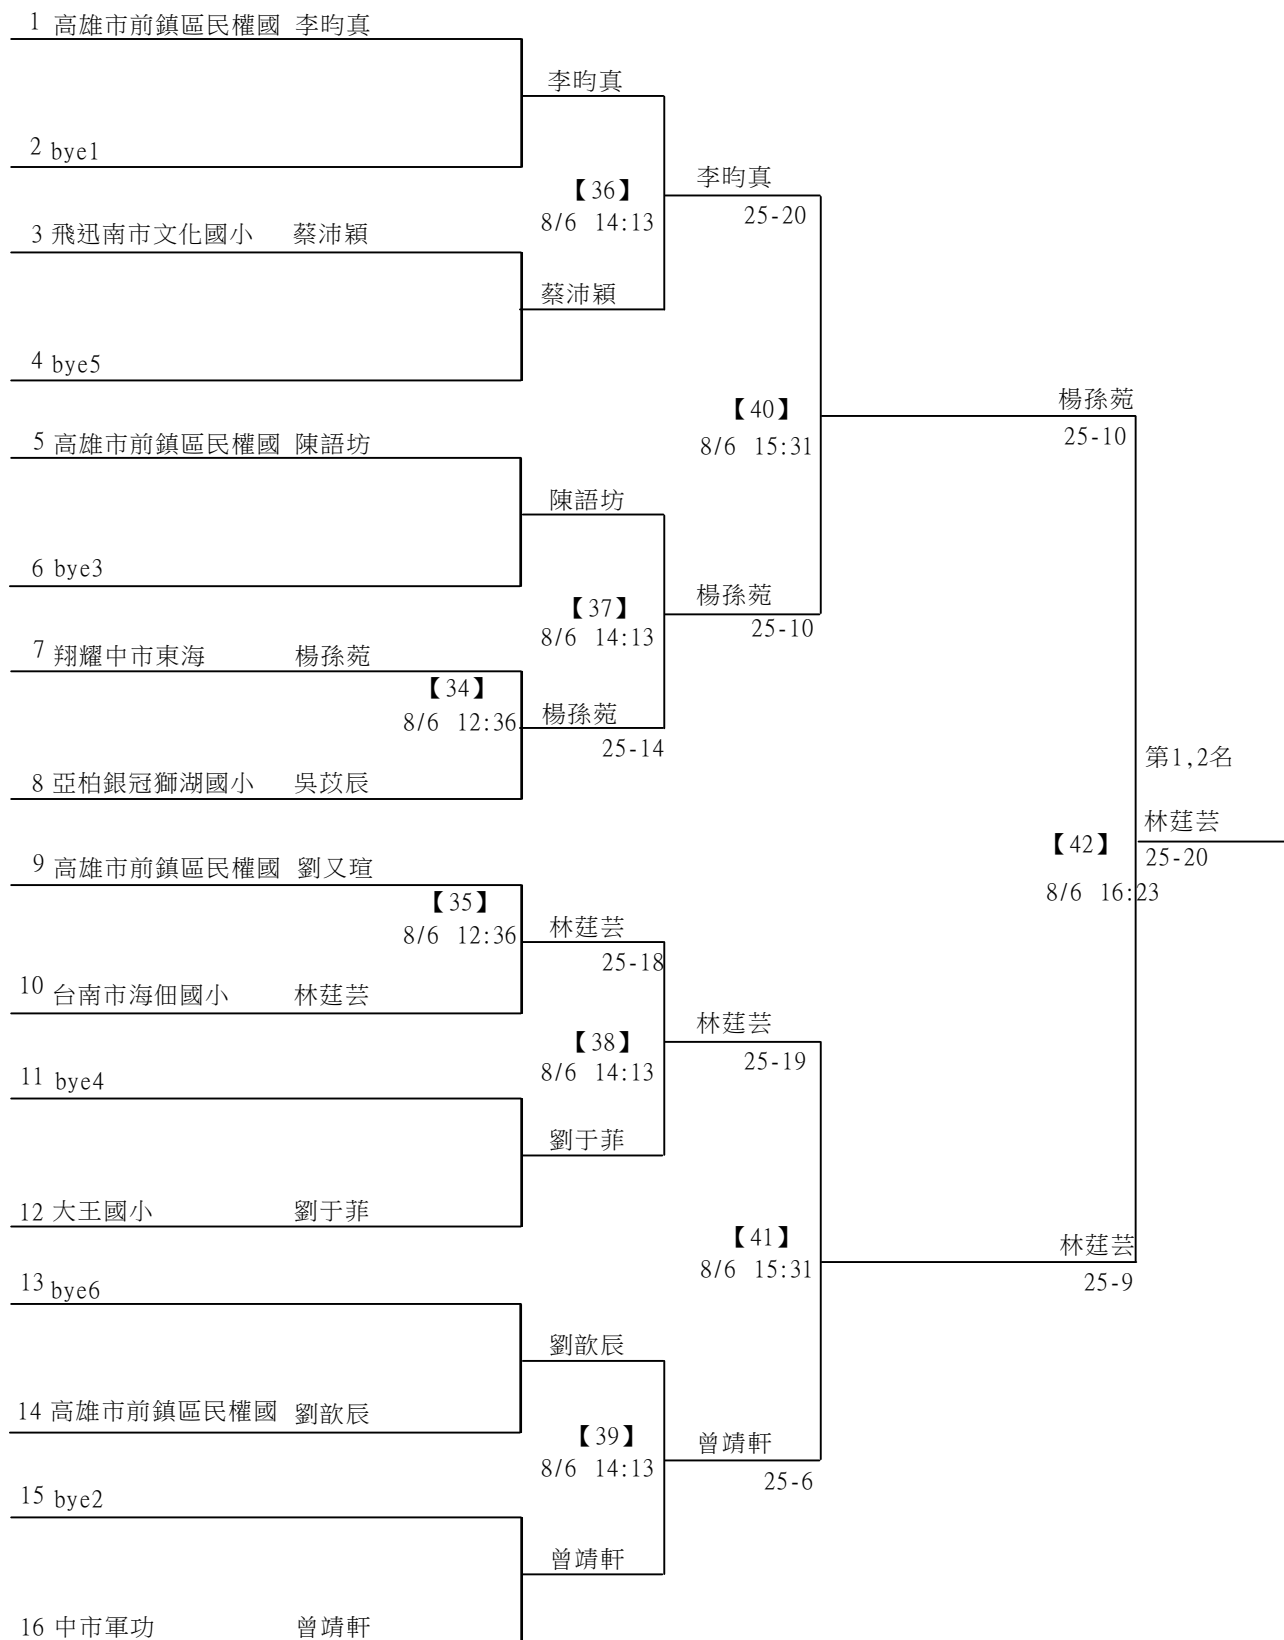 1 高雄市前鎮區民權國 李昀真
李昀真
2 bye1
李昀真
【36】
25-20
8/6 14:13
3 飛迅南市文化國小 蔡沛穎
蔡沛穎
4 bye5
楊孫菀
【40】
25-10
8/6 15:31
5 高雄市前鎮區民權國 陳語坊
陳語坊
6 bye3
楊孫菀
【37】
25-10
8/6 14:13
7 翔耀中市東海 楊孫菀
【34】
8/6 12:36
楊孫菀
25-14
第1,2名
8 亞柏銀冠獅湖國小 吳苡辰
林莛芸
【42】
25-20
8/6 16:23
9 高雄市前鎮區民權國 劉又瑄
【35】
8/6 12:36
林莛芸
25-18
10 台南市海佃國小 林莛芸
林莛芸
【38】
25-19
8/6 14:13
11 bye4
劉于菲
12 大王國小 劉于菲
【41】
林莛芸
8/6 15:31
25-9
13 bye6
劉歆辰
14 高雄市前鎮區民權國 劉歆辰
【39】
曾靖軒
8/6 14:13
25-6
15 bye2
曾靖軒
16 中市軍功 曾靖軒